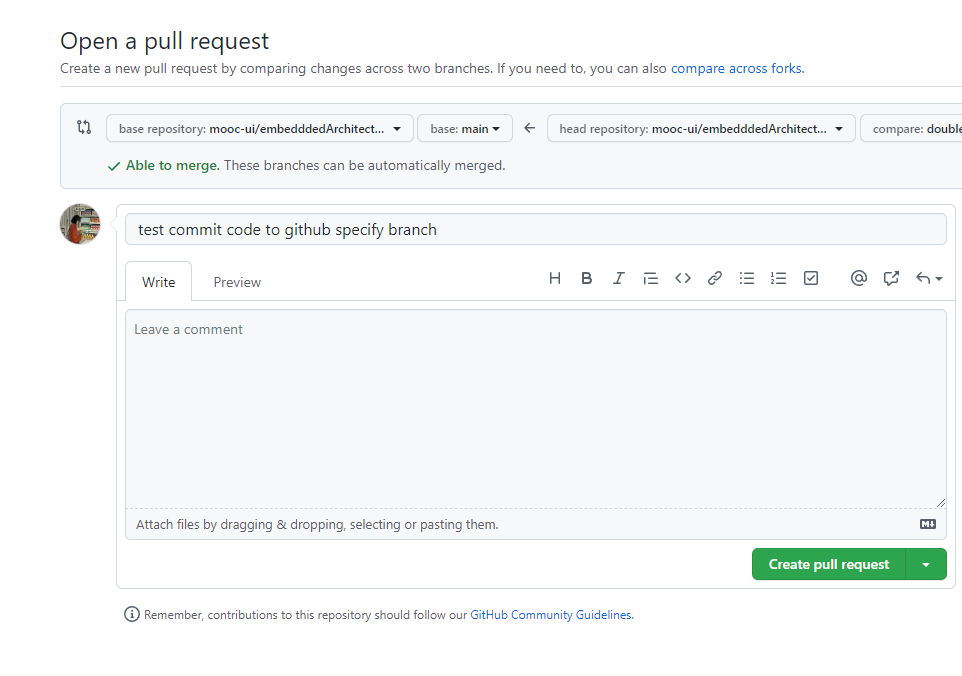 Open a pull request
Create a new pull request by comparing changes across two branches. If you need to, you can also compare across forks.
base repository: mooc-ui/embedddedArchitect... base: main head repository: mooc-ui/embedddedArchitect... compare: double
Able to merge. These branches can be automatically merged.
test commit code to github specify branch
Write Preview H B I
Leave a comment
Attach files by dragging & dropping, selecting or pasting them.
Create pull request
Remember, contributions to this repository should follow our GitHub Community Guidelines.